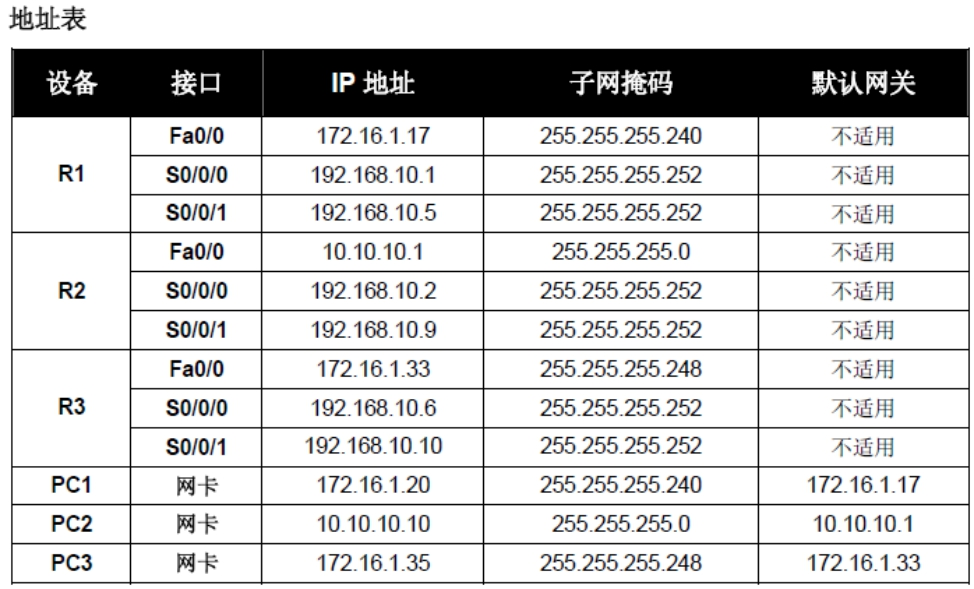 地址表
设备 接口 IP 地址 子网掩码 默认网关
R1 Fa0/0 172.16.1.17 255.255.255.240 不适用
S0/0/0 192.168.10.1 255.255.255.252 不适用
S0/0/1 192.168.10.5 255.255.255.252 不适用
R2 Fa0/0 10.10.10.1 255.255.255.0 不适用
S0/0/0 192.168.10.2 255.255.255.252 不适用
S0/0/1 192.168.10.9 255.255.255.252 不适用
R3 Fa0/0 172.16.1.33 255.255.255.248 不适用
S0/0/0 192.168.10.6 255.255.255.252 不适用
S0/0/1 192.168.10.10 255.255.255.252 不适用
PC1 网卡 172.16.1.20 255.255.255.240 172.16.1.17
PC2 网卡 10.10.10.10 255.255.255.0 10.10.10.1
PC3 网卡 172.16.1.35 255.255.255.248 172.16.1.33